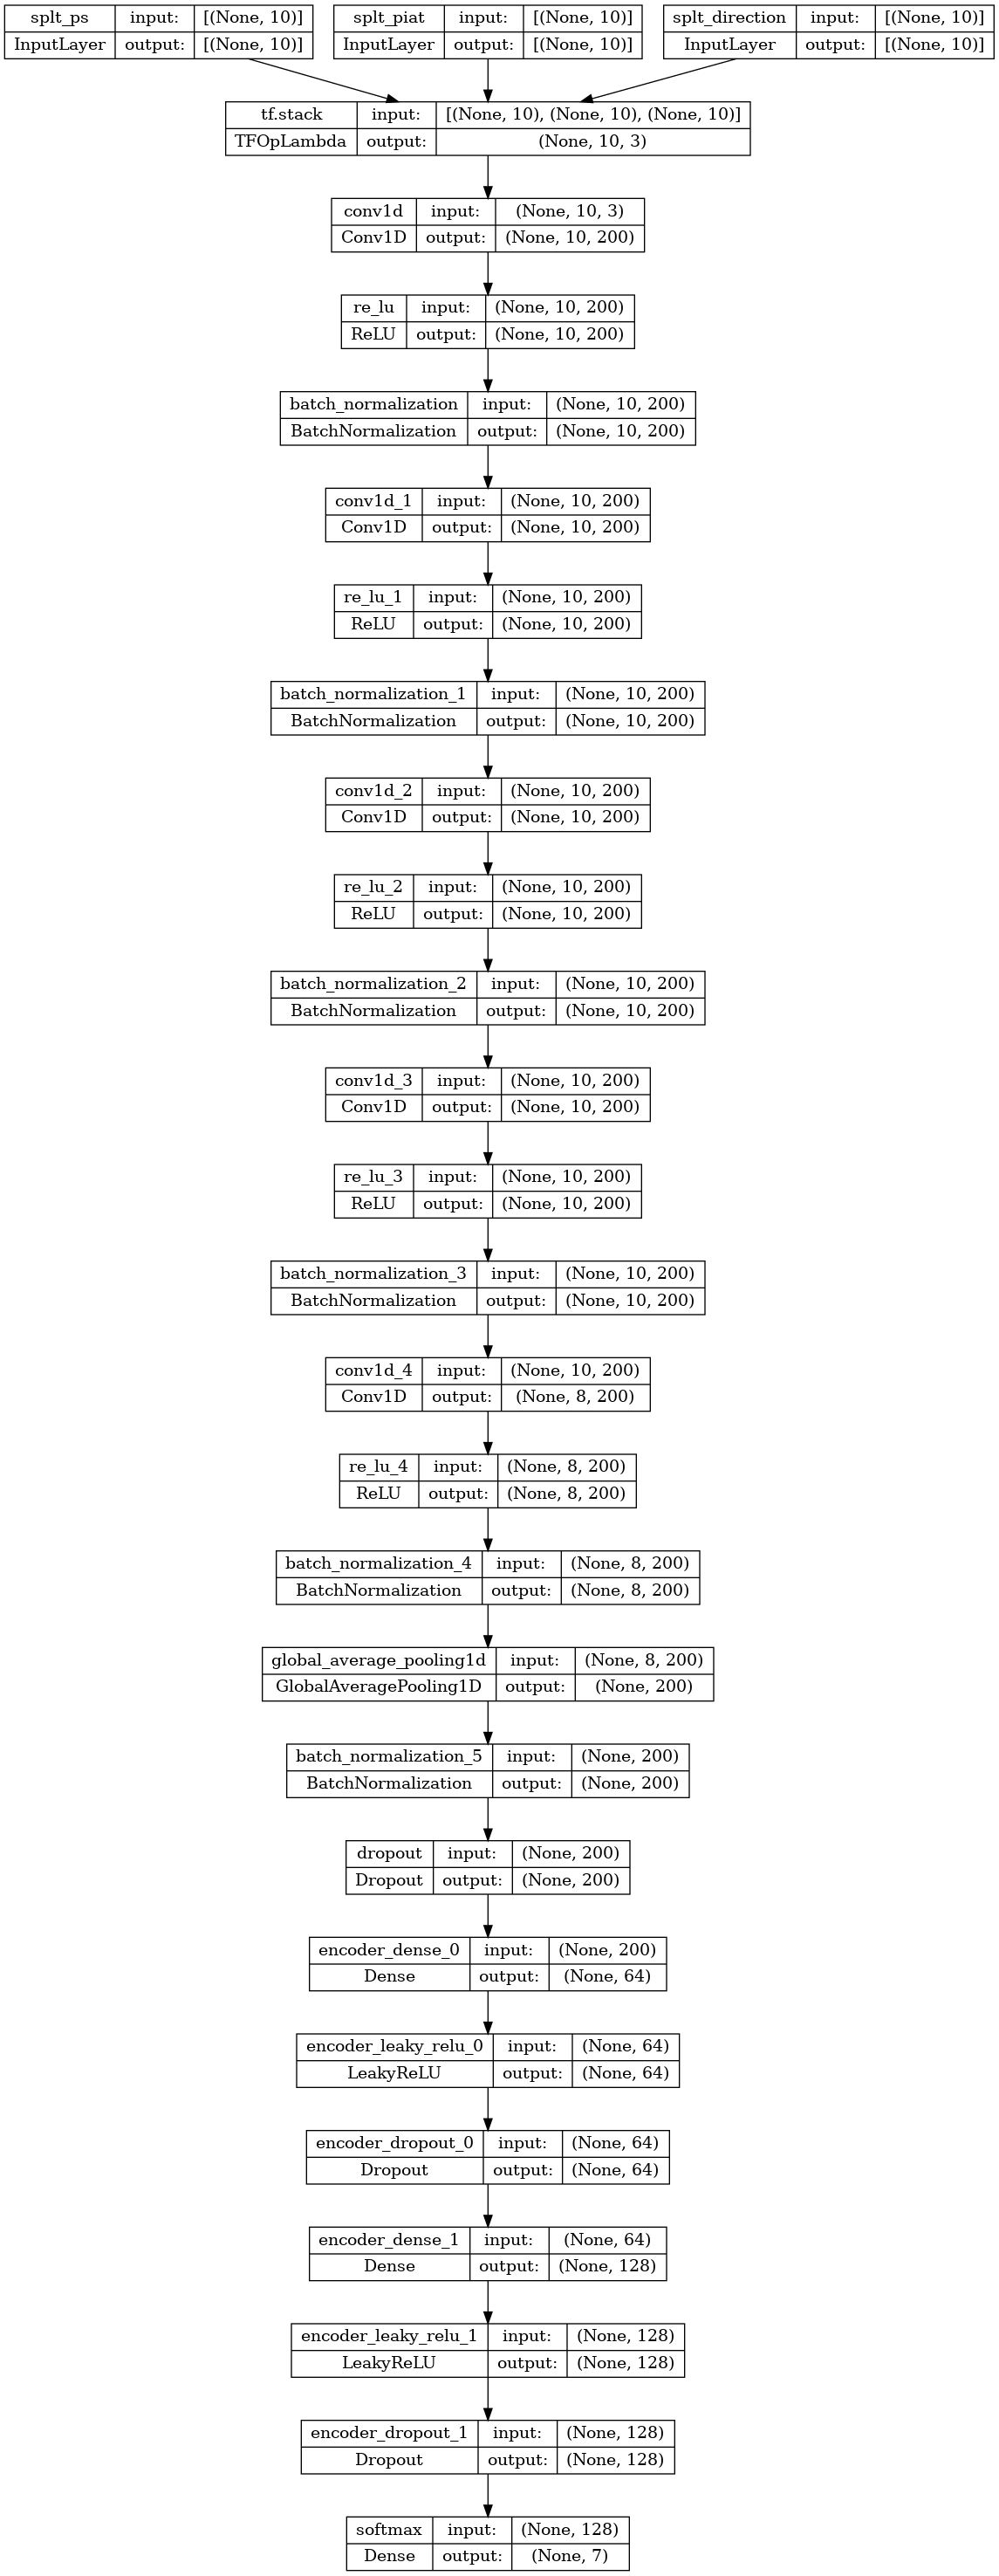 splt_ps input: [(None, 10)]
InputLayer output: [(None, 10)]
splt_piat input: [(None, 10)]
InputLayer output: [(None, 10)]
splt_direction input: [(None, 10)]
InputLayer output: [(None, 10)]
tf.stack input: [(None, 10), (None, 10), (None, 10)]
TFOpLambda output: (None, 10, 3)
conv1d input: (None, 10, 3)
Conv1D output: (None, 10, 200)
re_lu input: (None, 10, 200)
ReLU output: (None, 10, 200)
batch_normalization input: (None, 10, 200)
BatchNormalization output: (None, 10, 200)
conv1d_1 input: (None, 10, 200)
Conv1D output: (None, 10, 200)
re_lu_1 input: (None, 10, 200)
ReLU output: (None, 10, 200)
batch_normalization_1 input: (None, 10, 200)
BatchNormalization output: (None, 10, 200)
conv1d_2 input: (None, 10, 200)
Conv1D output: (None, 10, 200)
re_lu_2 input: (None, 10, 200)
ReLU output: (None, 10, 200)
batch_normalization_2 input: (None, 10, 200)
BatchNormalization output: (None, 10, 200)
conv1d_3 input: (None, 10, 200)
Conv1D output: (None, 10, 200)
re_lu_3 input: (None, 10, 200)
ReLU output: (None, 10, 200)
batch_normalization_3 input: (None, 10, 200)
BatchNormalization output: (None, 10, 200)
conv1d_4 input: (None, 10, 200)
Conv1D output: (None, 8, 200)
re_lu_4 input: (None, 8, 200)
ReLU output: (None, 8, 200)
batch_normalization_4 input: (None, 8, 200)
BatchNormalization output: (None, 8, 200)
global_average_pooling1d input: (None, 8, 200)
GlobalAveragePooling1D output: (None, 200)
batch_normalization_5 input: (None, 200)
BatchNormalization output: (None, 200)
dropout input: (None, 200)
Dropout output: (None, 200)
encoder_dense_0 input: (None, 200)
Dense output: (None, 64)
encoder_leaky_relu_0 input: (None, 64)
LeakyReLU output: (None, 64)
encoder_dropout_0 input: (None, 64)
Dropout output: (None, 64)
encoder_dense_1 input: (None, 64)
Dense output: (None, 128)
encoder_leaky_relu_1 input: (None, 128)
LeakyReLU output: (None, 128)
encoder_dropout_1 input: (None, 128)
Dropout output: (None, 128)
softmax input: (None, 128)
Dense output: (None, 7)